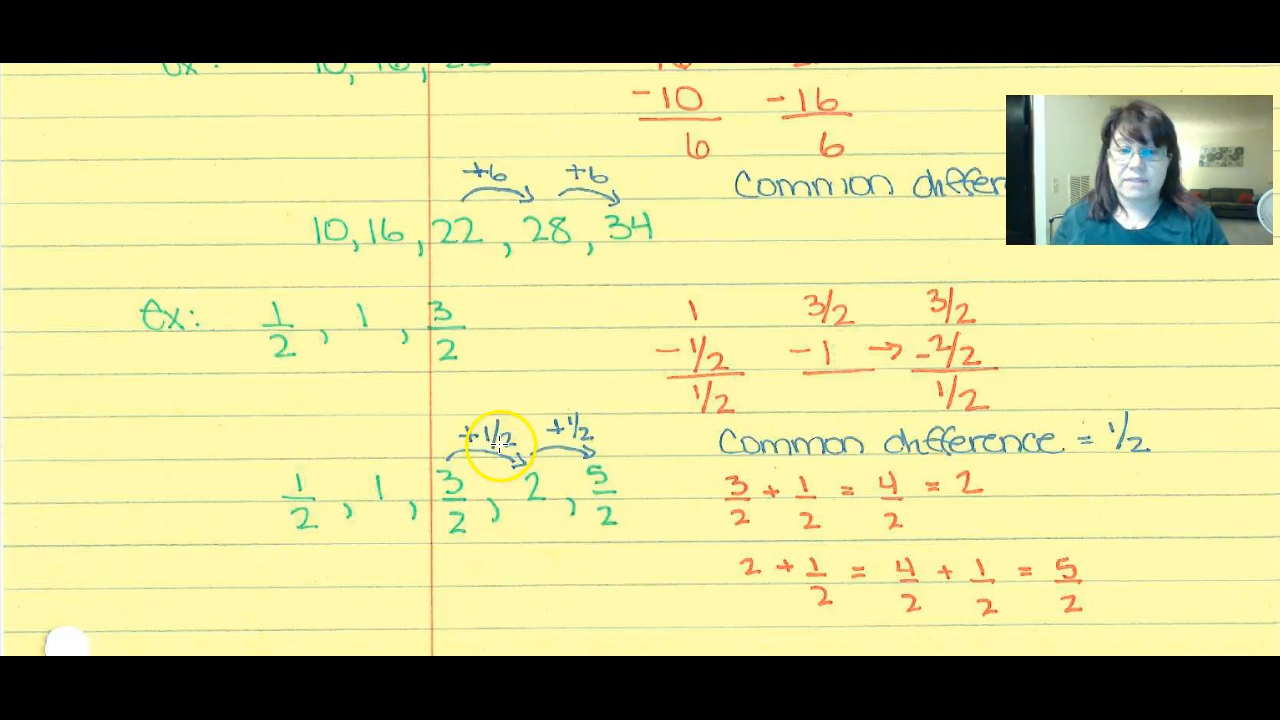 ex: 10, 16, 22
-10 -16
6 6
+6 +6
Common differ
10, 16, 22, 28, 34
ex: 1/2, 1, 3/2
1 3/2 3/2
-1/2 -1 → -2/2
1/2 1/2
+1/2 +1/2
Common difference = 1/2
1/2, 1, 3/2, 2, 5/2
3/2 + 1/2 = 4/2 = 2
2 + 1/2 = 4/2 + 1/2 = 5/2